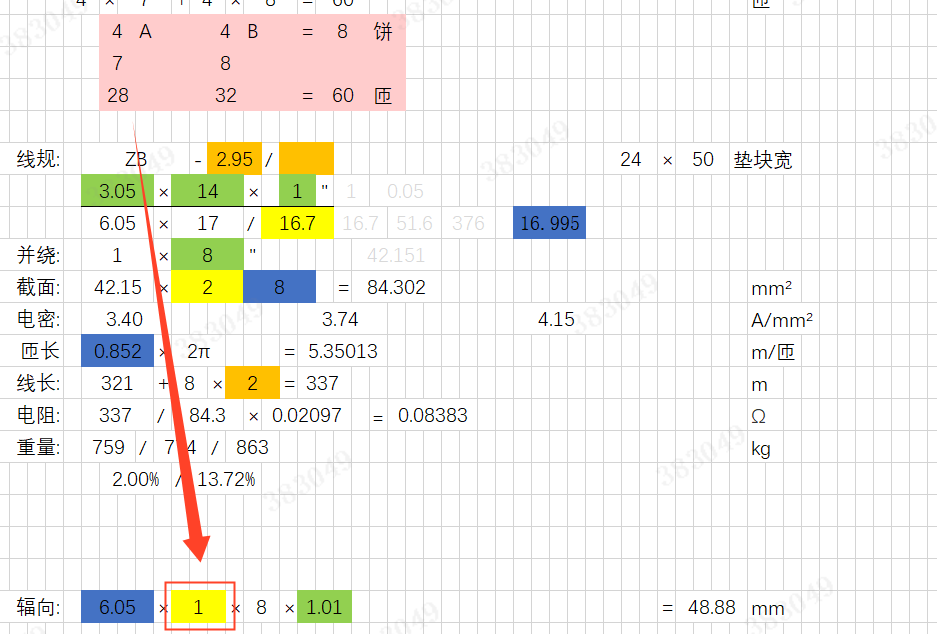 4 × 7 + 4 × 8 = 60 匝
4 A 4 B = 8 饼
7 8
28 32 = 60 匝
线规: ZB - 2.95 / 24 × 50 垫块宽
3.05 × 14 × 1 " 1 0.05
6.05 × 17 / 16.7 16.7 51.6 376 16.995
并绕: 1 × 8 " 42.151
截面: 42.15 × 2 8 = 84.302 mm²
电密: 3.40 3.74 4.15 A/mm²
匝长 0.852 × 2π = 5.35013 m/匝
线长: 321 + 8 × 2 = 337 m
电阻: 337 / 84.3 × 0.02097 = 0.08383 Ω
重量: 759 / / 863 kg
2.00% / 13.72%
辐向: 6.05 × 1 × 8 × 1.01 = 48.88 mm
383049